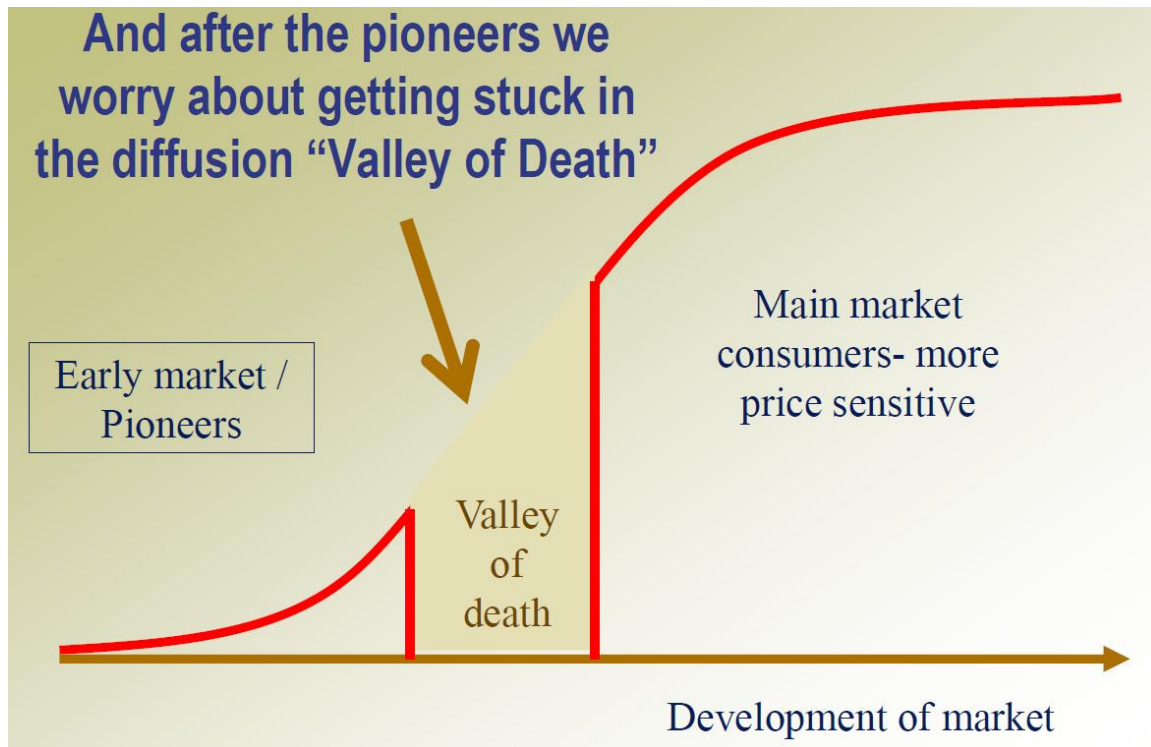 And after the pioneers we
worry about getting stuck in
the diffusion “Valley of Death”
Early market /
Pioneers
Valley
of
death
Main market
consumers- more
price sensitive
Development of market